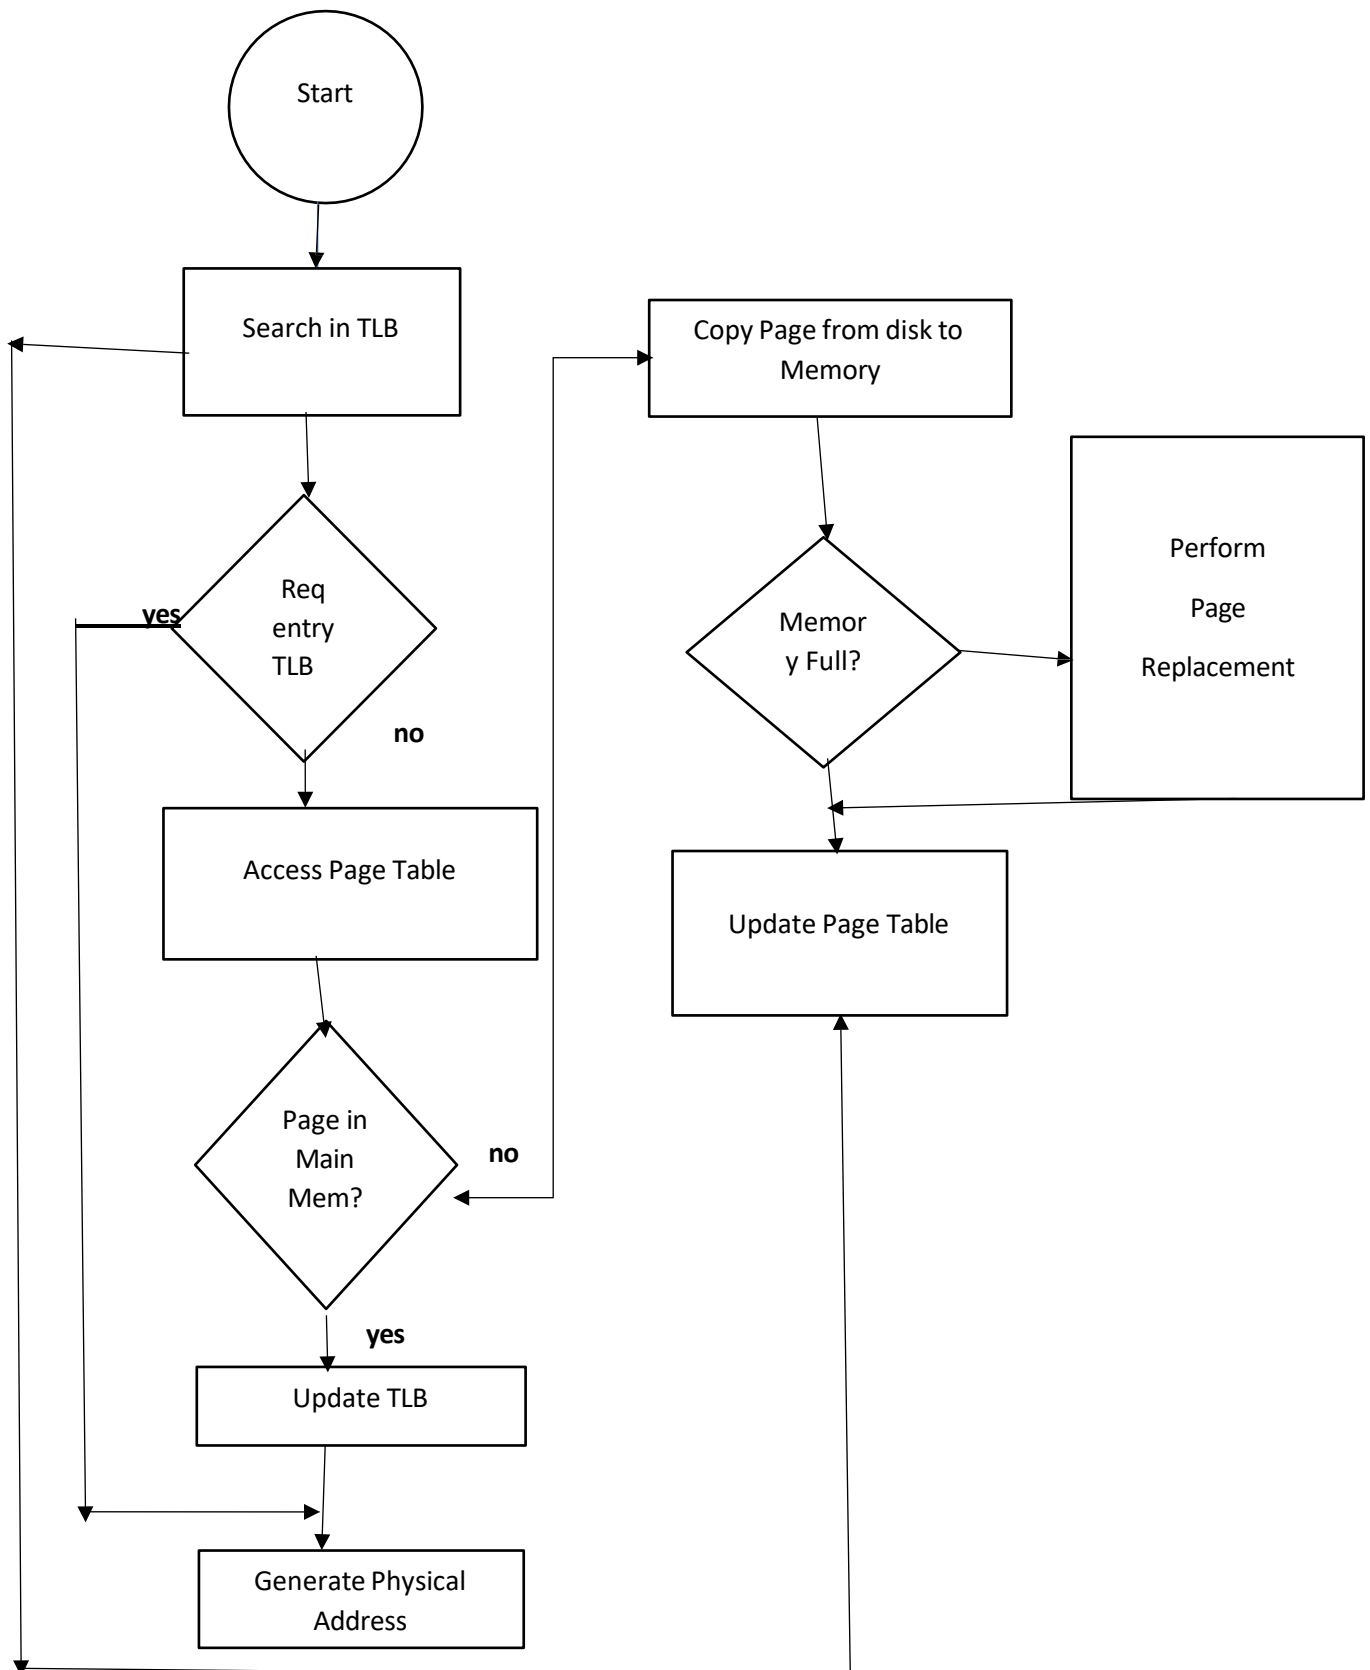 Start
Search in TLB
yes
Req
entry
TLB
no
Access Page Table
Page in
Main
Mem?
no
yes
Update TLB
Generate Physical
Address
Copy Page from disk to
Memory
Memor
y Full?
Perform
Page
Replacement
Update Page Table